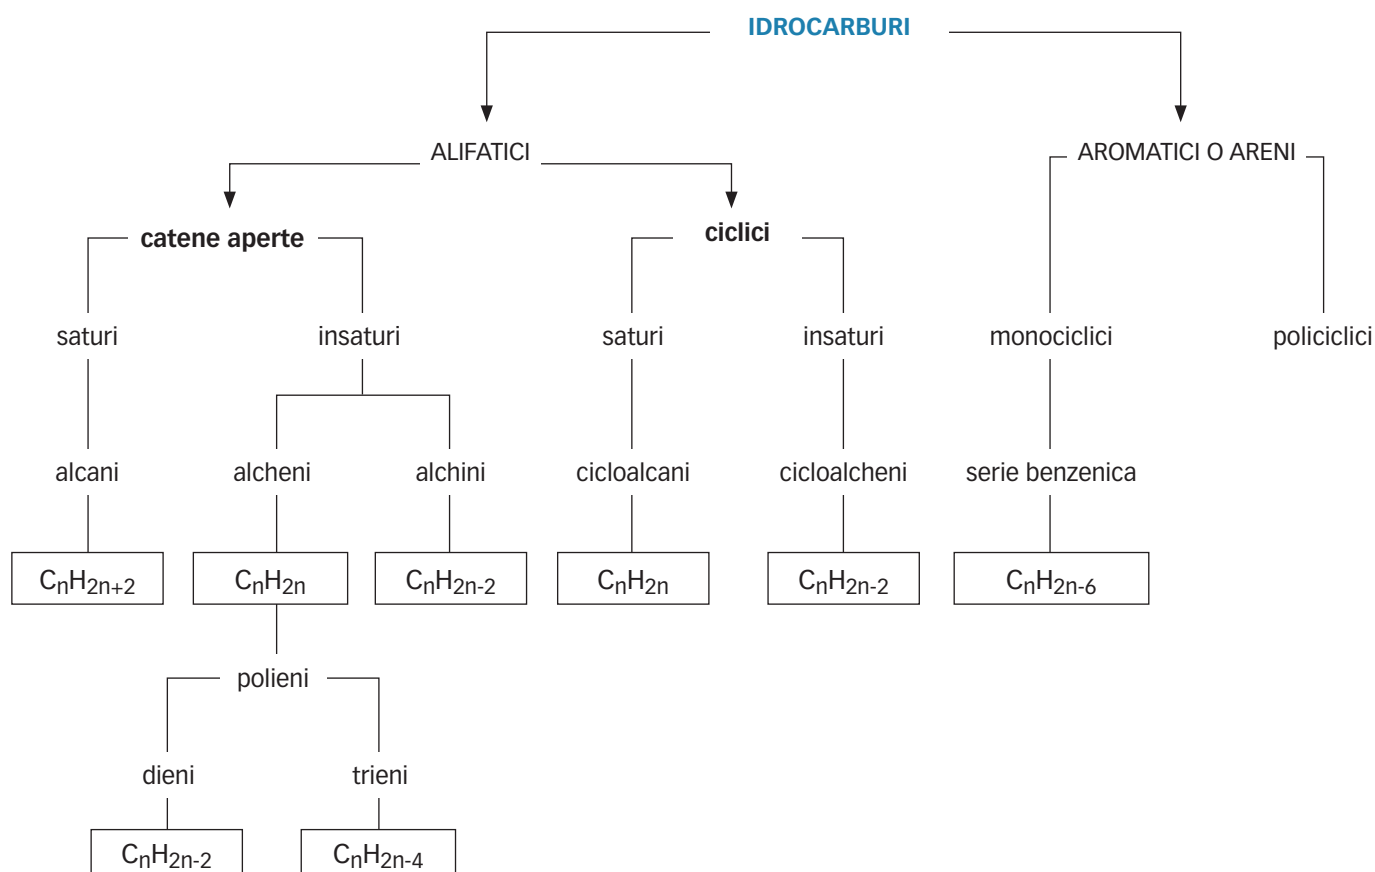 IDROCARBURI
ALIFATICI
AROMATICI O ARENI
catene aperte
ciclici
saturi
insaturi
saturi
insaturi
monociclici
policiclici
alcani
alcheni
alchini
cicloalcani
cicloalcheni
serie benzenica
CnH2n+2
CnH2n
CnH2n-2
CnH2n
CnH2n-2
CnH2n-6
polieni
dieni
trieni
CnH2n-2
CnH2n-4